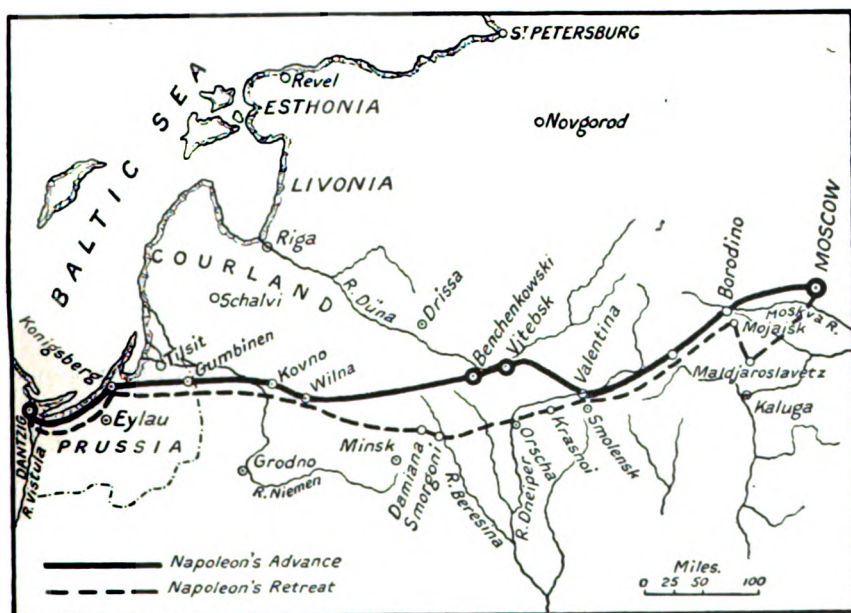 ST PETERSBURG
Revel
ESTHONIA
BALTIC SEA
Novgorod
LIVONIA
Riga
COURLAND
R. Düna
Schalvi
Drissa
Borodino
MOSCOW
Benchenkowski
Vitebsk
Valentina
Moskva R.
Mojaisk
Konigsberg
Tilsit
Gumbinen
Kovno
Wilna
Maldjaroslavetz
Kaluga
DANTZIG
R. Vistula
Eylau
PRUSSIA
Minsk
Grodno
R. Niemen
Damiana
Smorgoni
R. Beresina
R. Dneiper
Orscha
Krasnoi
Smolensk
Napoleon's Advance
Napoleon's Retreat
Miles.
0 25 50 100